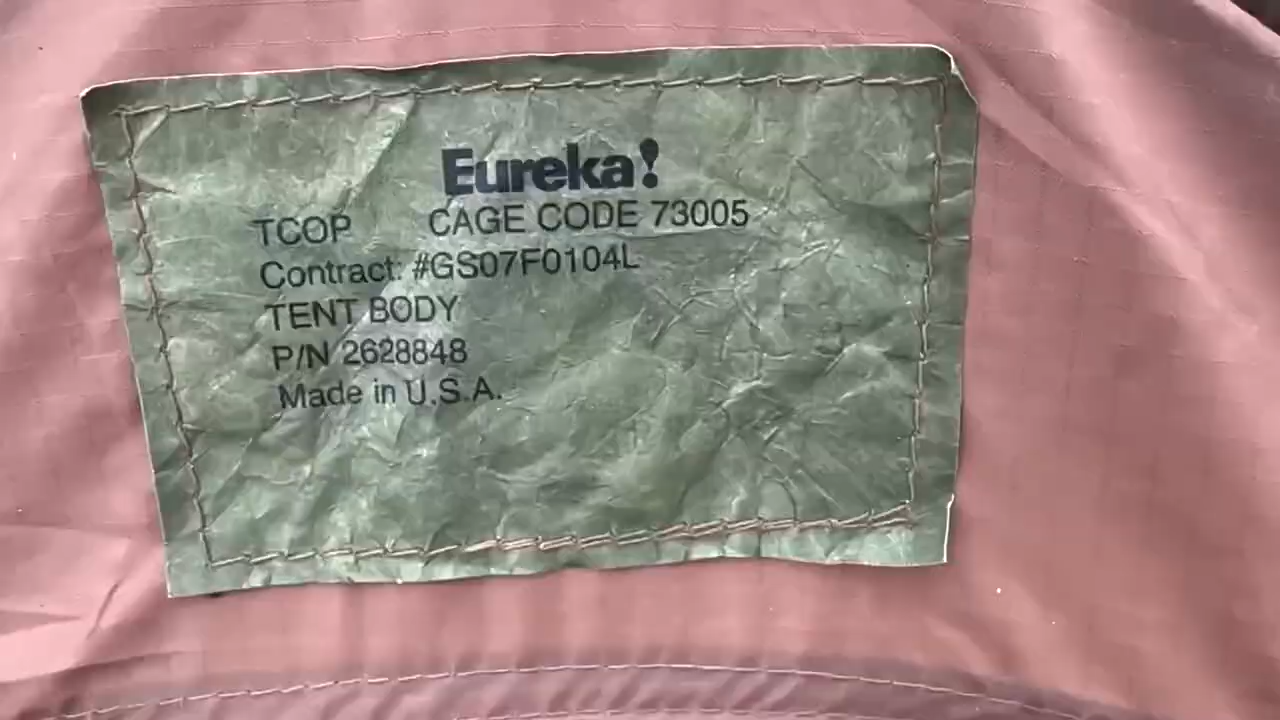 Eureka!
TCOP CAGE CODE 73005
Contract: #GS07F0104L
TENT BODY
P/N 2628848
Made in U.S.A.